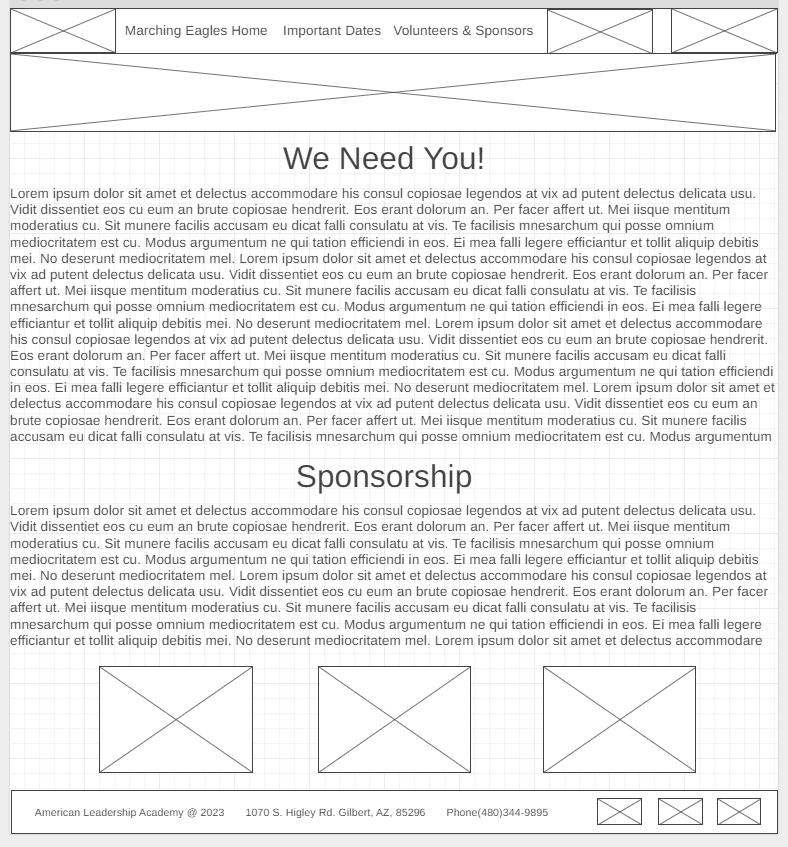 Marching Eagles Home Important Dates Volunteers & Sponsors
We Need You!
Lorem ipsum dolor sit amet et delectus accommodare his consul copiosae legendos at vix ad putent delectus delicata usu.
Vidit dissentiet eos cu eum an brute copiosae hendrerit. Eos erant dolorum an. Per facer affert ut. Mei iisque mentitum
moderatius cu. Sit munere facilis accusam eu dicat falli consulatu at vis. Te facilisis mnesarchum qui posse omnium
mediocritatem est cu. Modus argumentum ne qui tation efficiendi in eos. Ei mea falli legere efficiantur et tollit aliquip debitis
mei. No deserunt mediocritatem mel. Lorem ipsum dolor sit amet et delectus accommodare his consul copiosae legendos at
vix ad putent delectus delicata usu. Vidit dissentiet eos cu eum an brute copiosae hendrerit. Eos erant dolorum an. Per facer
affert ut. Mei iisque mentitum moderatius cu. Sit munere facilis accusam eu dicat falli consulatu at vis. Te facilisis
mnesarchum qui posse omnium mediocritatem est cu. Modus argumentum ne qui tation efficiendi in eos. Ei mea falli legere
efficiantur et tollit aliquip debitis mei. No deserunt mediocritatem mel. Lorem ipsum dolor sit amet et delectus accommodare
his consul copiosae legendos at vix ad putent delectus delicata usu. Vidit dissentiet eos cu eum an brute copiosae hendrerit.
Eos erant dolorum an. Per facer affert ut. Mei iisque mentitum moderatius cu. Sit munere facilis accusam eu dicat falli
consulatu at vis. Te facilisis mnesarchum qui posse omnium mediocritatem est cu. Modus argumentum ne qui tation efficiendi
in eos. Ei mea falli legere efficiantur et tollit aliquip debitis mei. No deserunt mediocritatem mel. Lorem ipsum dolor sit amet et
delectus accommodare his consul copiosae legendos at vix ad putent delectus delicata usu. Vidit dissentiet eos cu eum an
brute copiosae hendrerit. Eos erant dolorum an. Per facer affert ut. Mei iisque mentitum moderatius cu. Sit munere facilis
accusam eu dicat falli consulatu at vis. Te facilisis mnesarchum qui posse omnium mediocritatem est cu. Modus argumentum
Sponsorship
Lorem ipsum dolor sit amet et delectus accommodare his consul copiosae legendos at vix ad putent delectus delicata usu.
Vidit dissentiet eos cu eum an brute copiosae hendrerit. Eos erant dolorum an. Per facer affert ut. Mei iisque mentitum
moderatius cu. Sit munere facilis accusam eu dicat falli consulatu at vis. Te facilisis mnesarchum qui posse omnium
mediocritatem est cu. Modus argumentum ne qui tation efficiendi in eos. Ei mea falli legere efficiantur et tollit aliquip debitis
mei. No deserunt mediocritatem mel. Lorem ipsum dolor sit amet et delectus accommodare his consul copiosae legendos at
vix ad putent delectus delicata usu. Vidit dissentiet eos cu eum an brute copiosae hendrerit. Eos erant dolorum an. Per facer
affert ut. Mei iisque mentitum moderatius cu. Sit munere facilis accusam eu dicat falli consulatu at vis. Te facilisis
mnesarchum qui posse omnium mediocritatem est cu. Modus argumentum ne qui tation efficiendi in eos. Ei mea falli legere
efficiantur et tollit aliquip debitis mei. No deserunt mediocritatem mel. Lorem ipsum dolor sit amet et delectus accommodare
American Leadership Academy @ 2023 1070 S. Higley Rd. Gilbert, AZ, 85296 Phone(480)344-9895